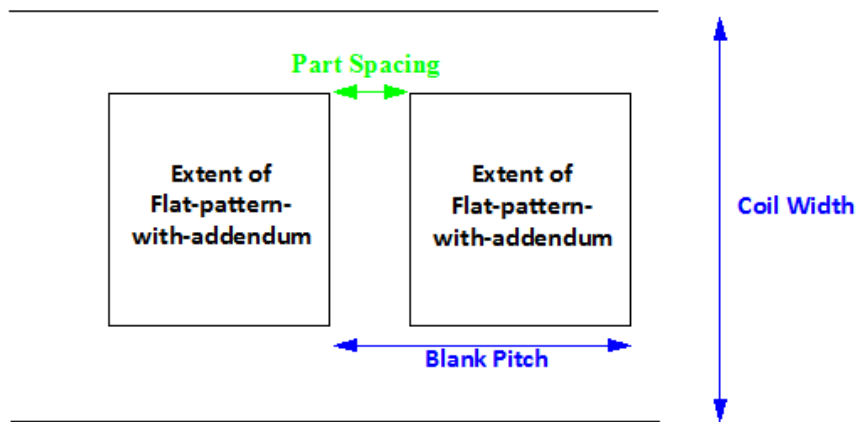 Part Spacing
Extent of
Flat-pattern-
with-addendum
Extent of
Flat-pattern-
with-addendum
Coil Width
Blank Pitch